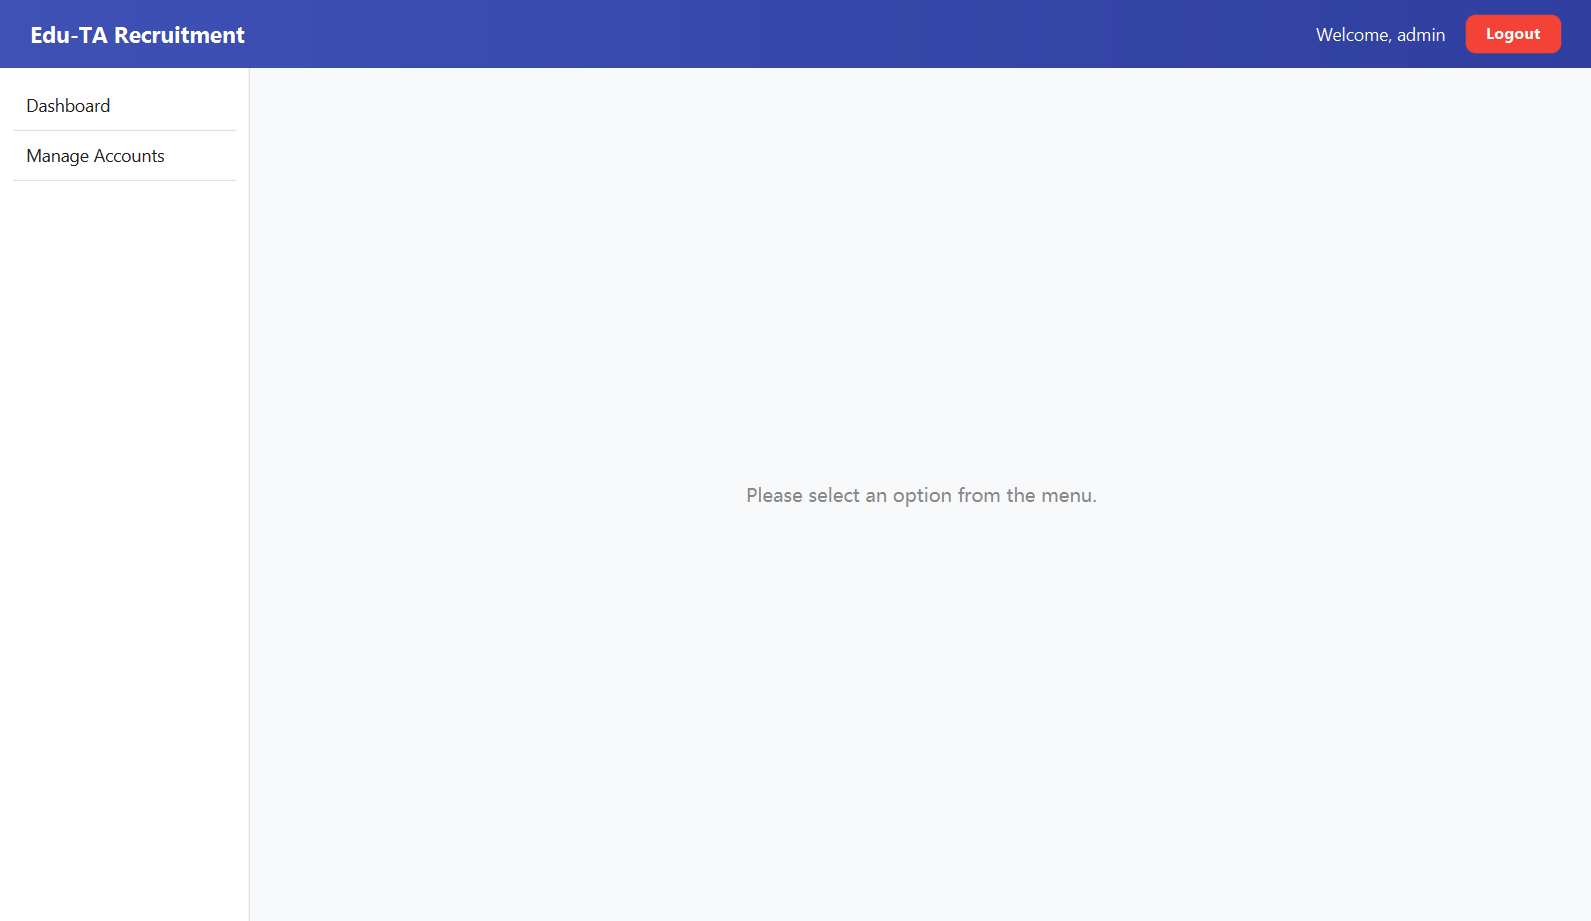 Edu-TA Recruitment
Welcome, admin
Logout
Dashboard
Manage Accounts
Please select an option from the menu.